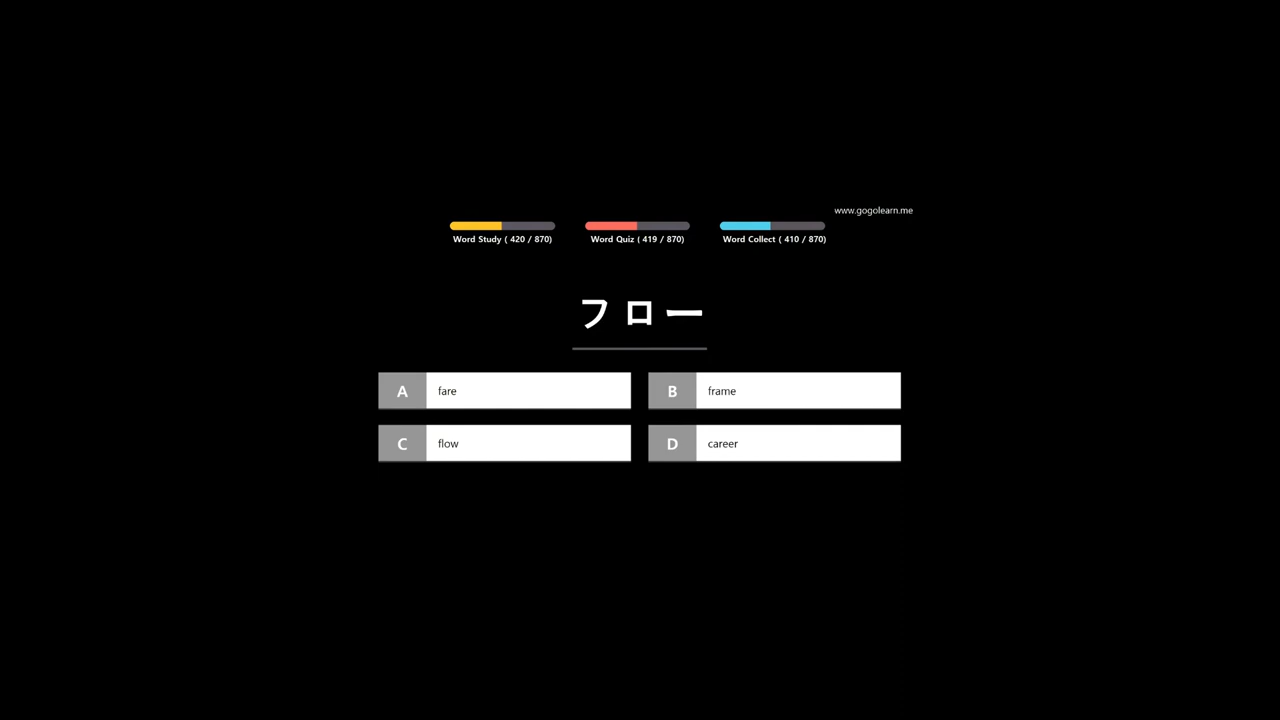 www.gogolearn.me
Word Study ( 420 / 870)
Word Quiz ( 419 / 870)
Word Collect ( 410 / 870)
フロー
A fare
B frame
C flow
D career